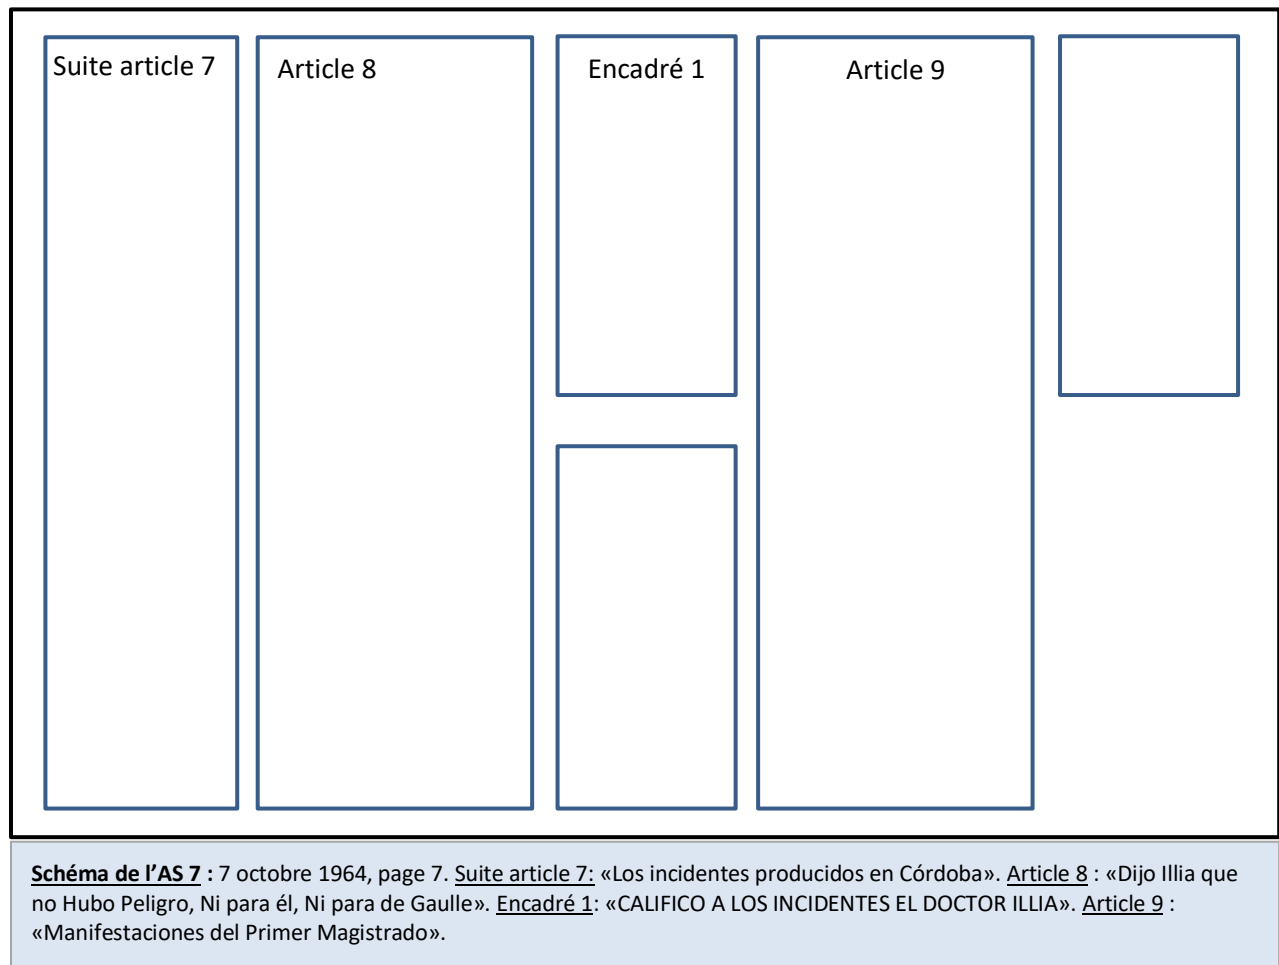 Suite article 7
Article 8
Encadré 1
Article 9
Schéma de l'AS 7 : 7 octobre 1964, page 7. Suite article 7: «Los incidentes producidos en Córdoba». Article 8 : «Dijo Illia que
no Hubo Peligro, Ni para él, Ni para de Gaulle». Encadré 1: «CALIFICO A LOS INCIDENTES EL DOCTOR ILLIA». Article 9 :
«Manifestaciones del Primer Magistrado».